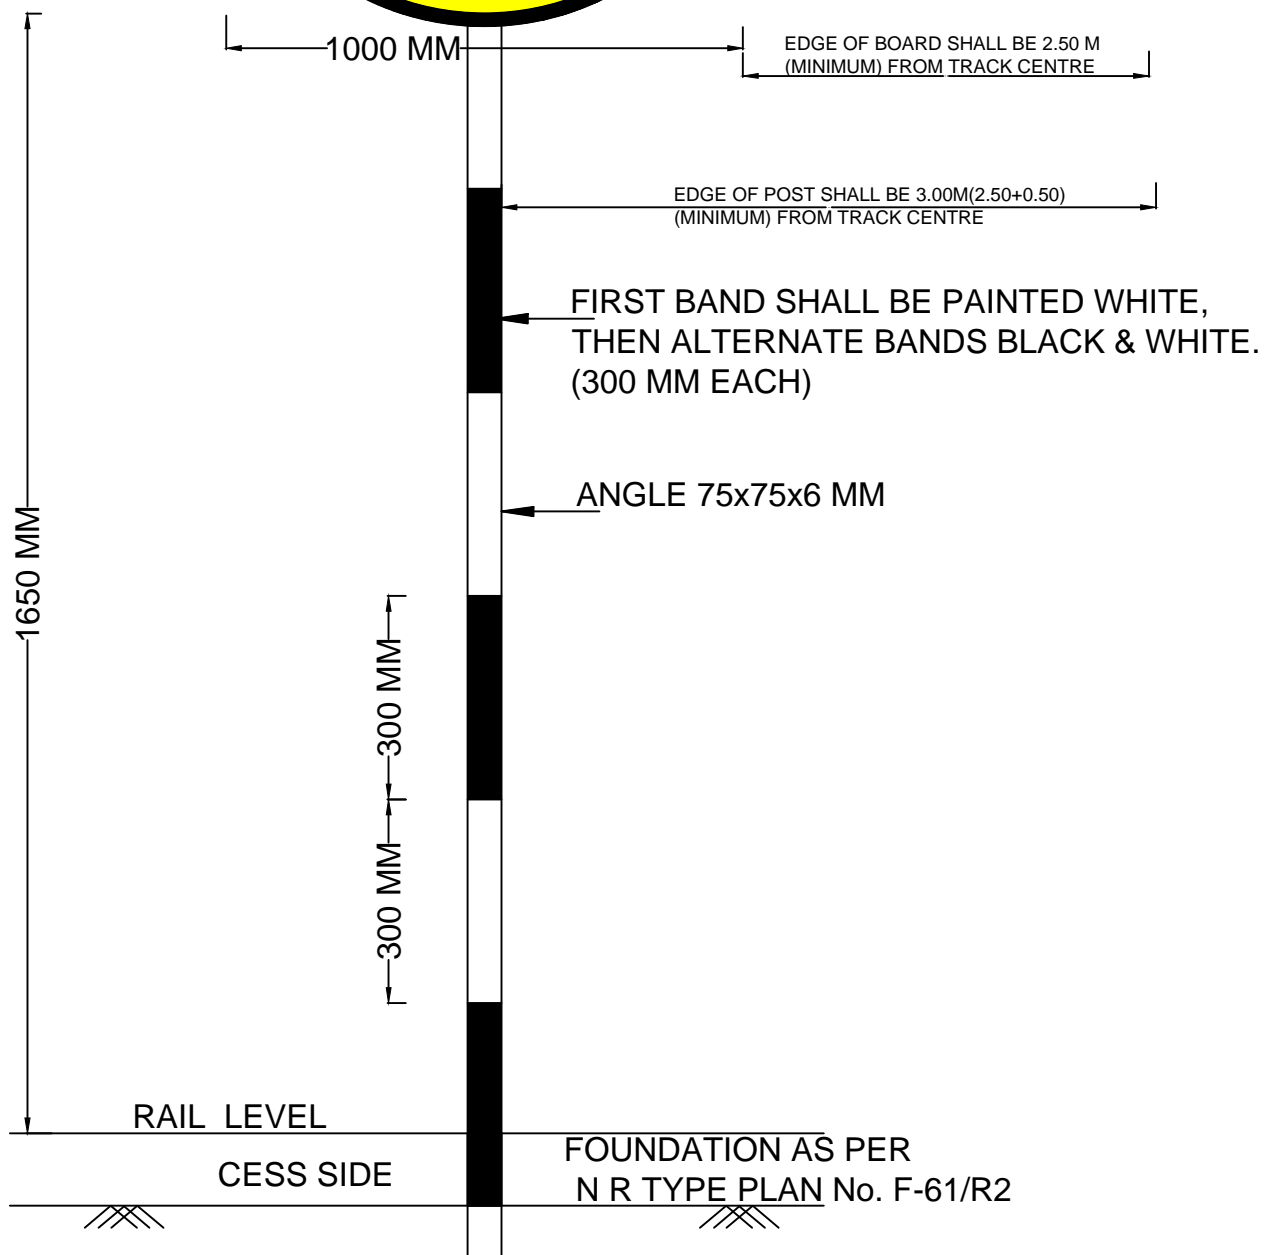 1000 MM
EDGE OF BOARD SHALL BE 2.50 M
(MINIMUM) FROM TRACK CENTRE
EDGE OF POST SHALL BE 3.00M(2.50+0.50)
(MINIMUM) FROM TRACK CENTRE
FIRST BAND SHALL BE PAINTED WHITE,
THEN ALTERNATE BANDS BLACK & WHITE.
(300 MM EACH)
ANGLE 75x75x6 MM
1650 MM
300 MM
300 MM
RAIL LEVEL
CESS SIDE
FOUNDATION AS PER
N R TYPE PLAN No. F-61/R2